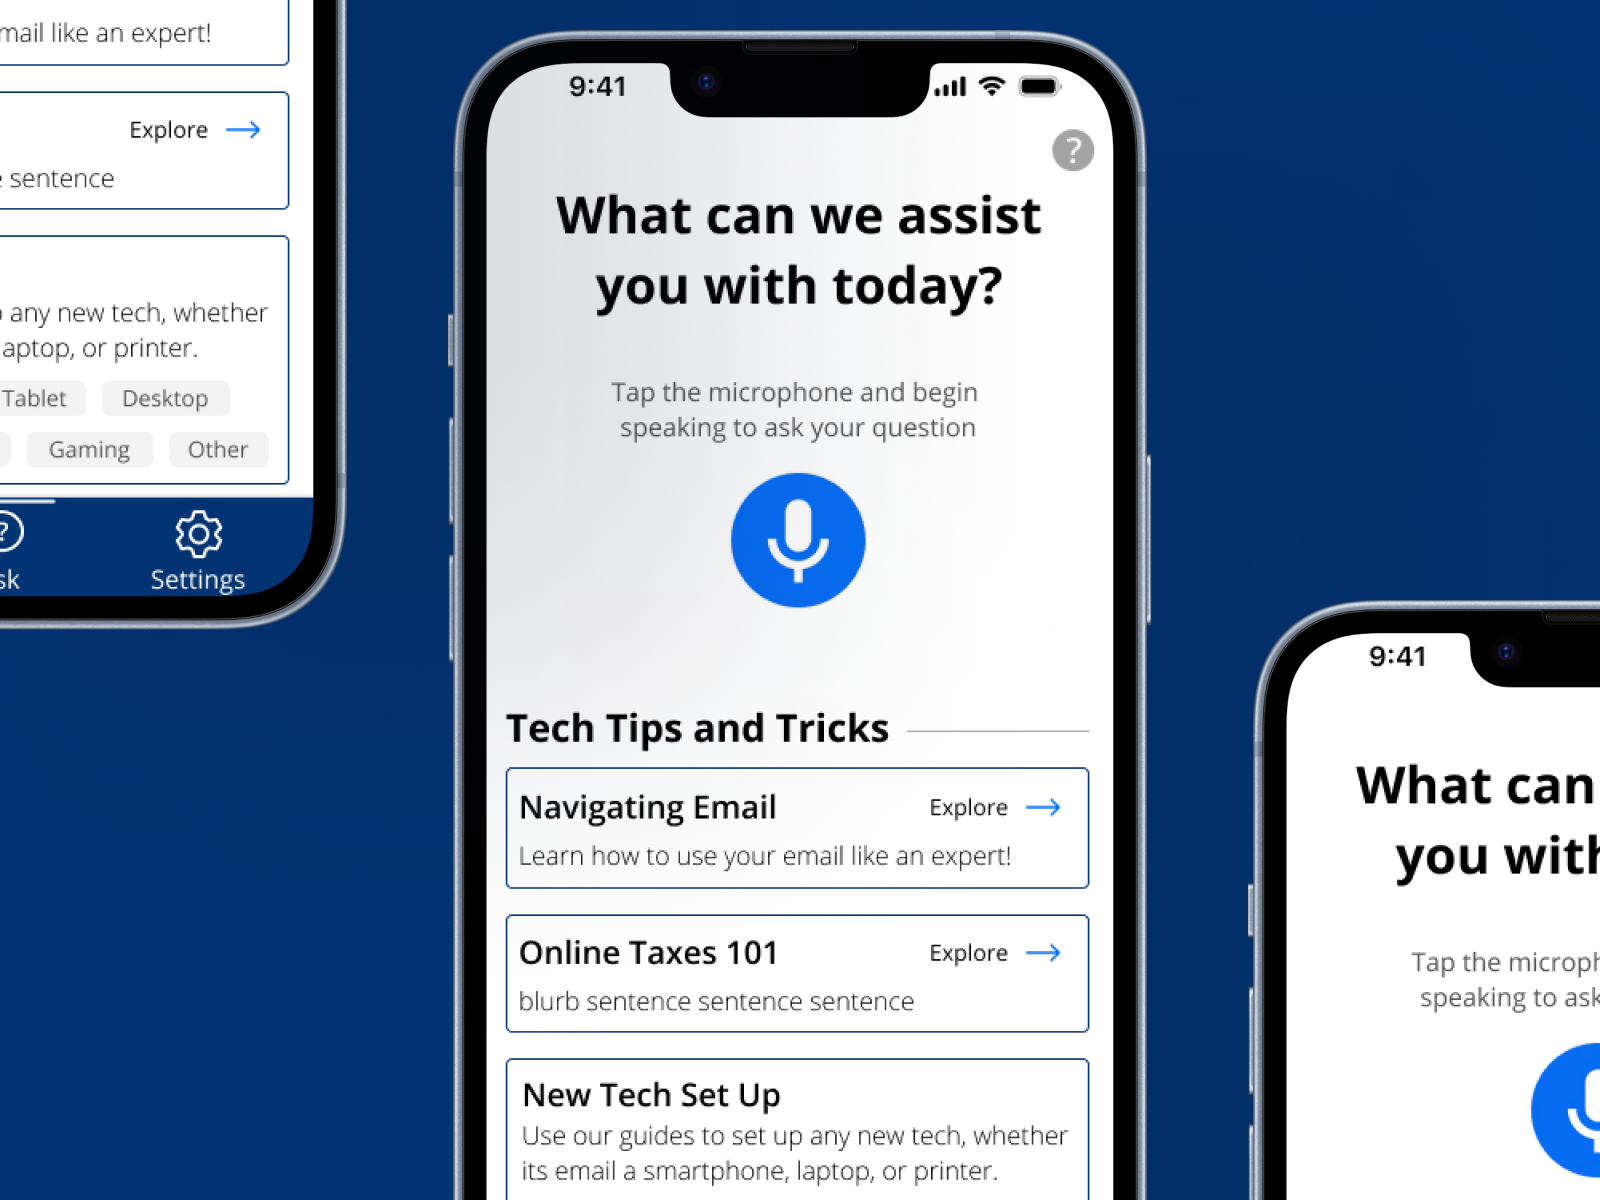 mail like an expert!
Explore
sentence
any new tech, whether
aptop, or printer.
Tablet Desktop
Gaming Other
?
sk Settings
9:41
?
What can we assist
you with today?
Tap the microphone and begin
speaking to ask your question
Tech Tips and Tricks
Navigating Email Explore
Learn how to use your email like an expert!
Online Taxes 101 Explore
blurb sentence sentence sentence
New Tech Set Up
Use our guides to set up any new tech, whether
its email a smartphone, laptop, or printer.
9:41
What can
you with
Tap the microph
speaking to ask